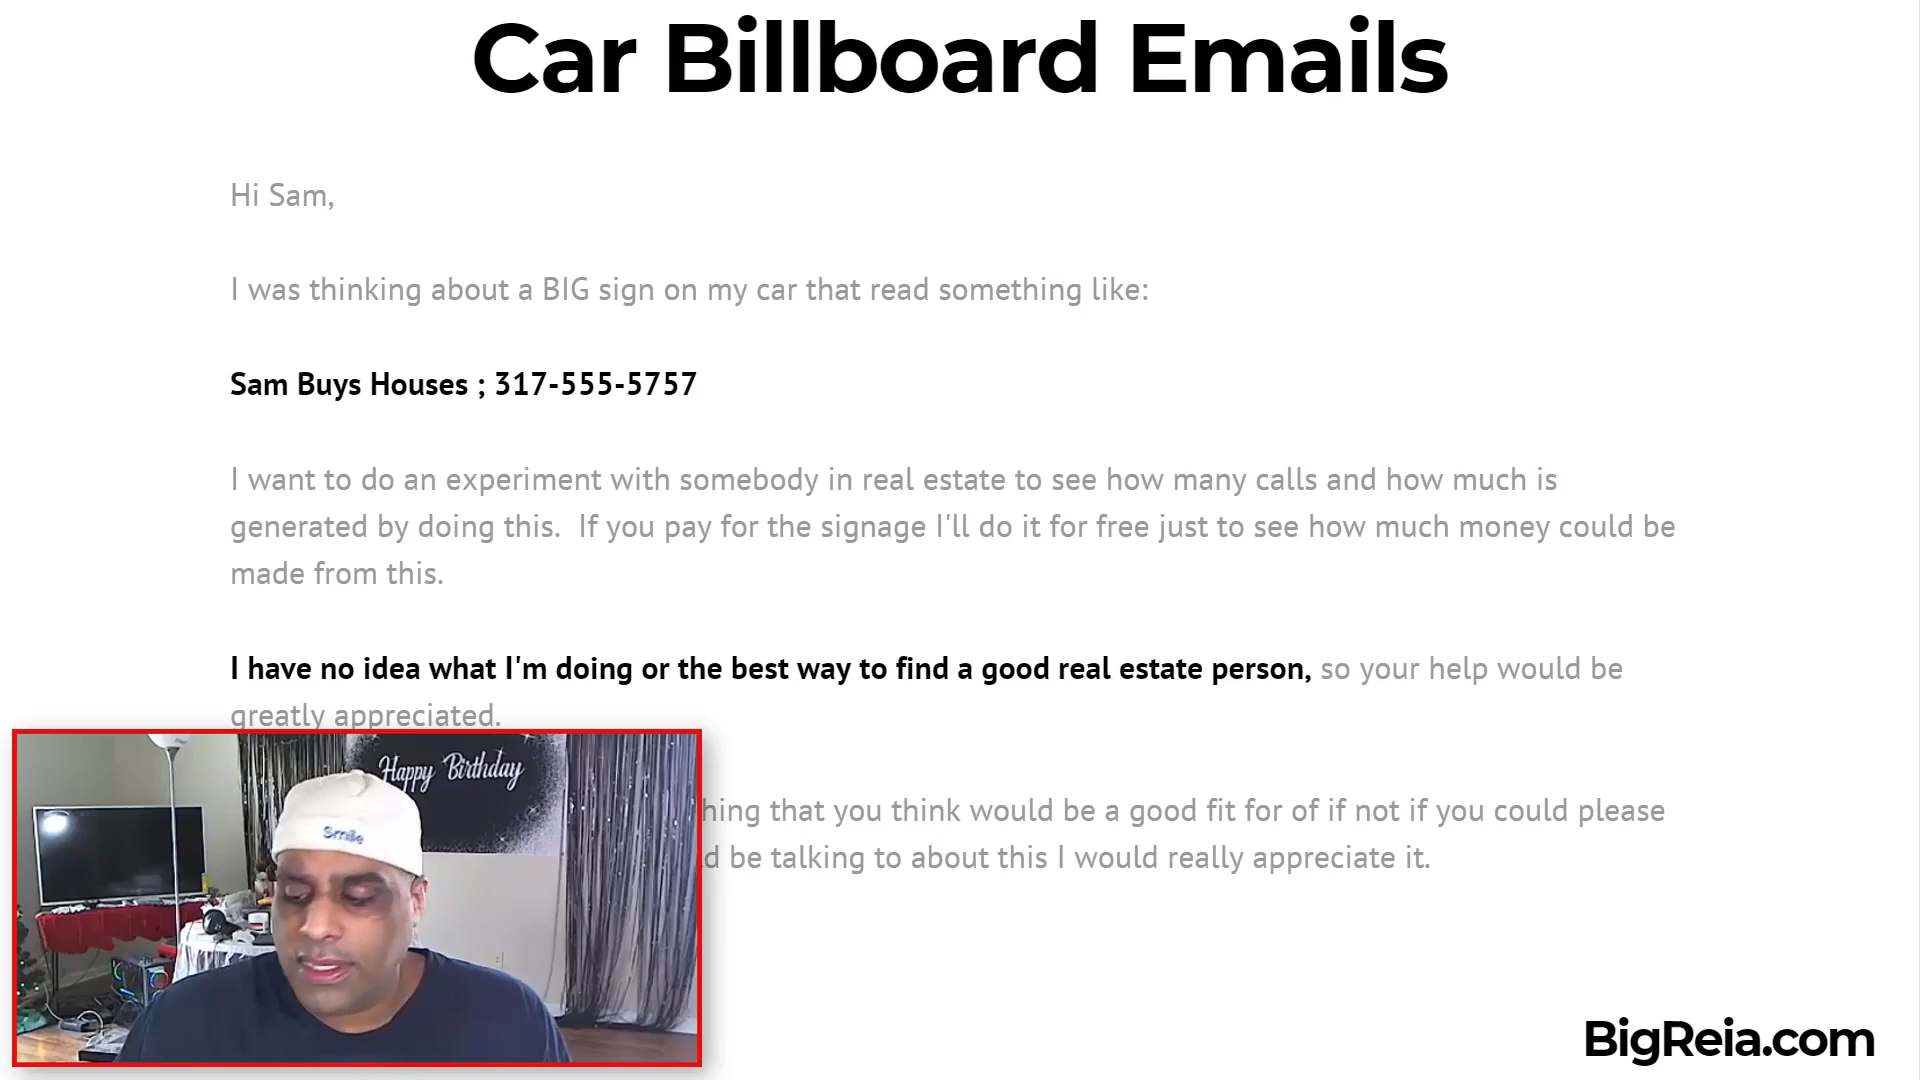 Car Billboard Emails
Hi Sam,
I was thinking about a BIG sign on my car that read something like:
Sam Buys Houses ; 317-555-5757
I want to do an experiment with somebody in real estate to see how many calls and how much is
generated by doing this.  If you pay for the signage I'll do it for free just to see how much money could be
made from this.
I have no idea what I'm doing or the best way to find a good real estate person, so your help would be
greatly appreciated.
hing that you think would be a good fit for of if not if you could please
d be talking to about this I would really appreciate it.
Happy Birthday
Smile
BigReia.com